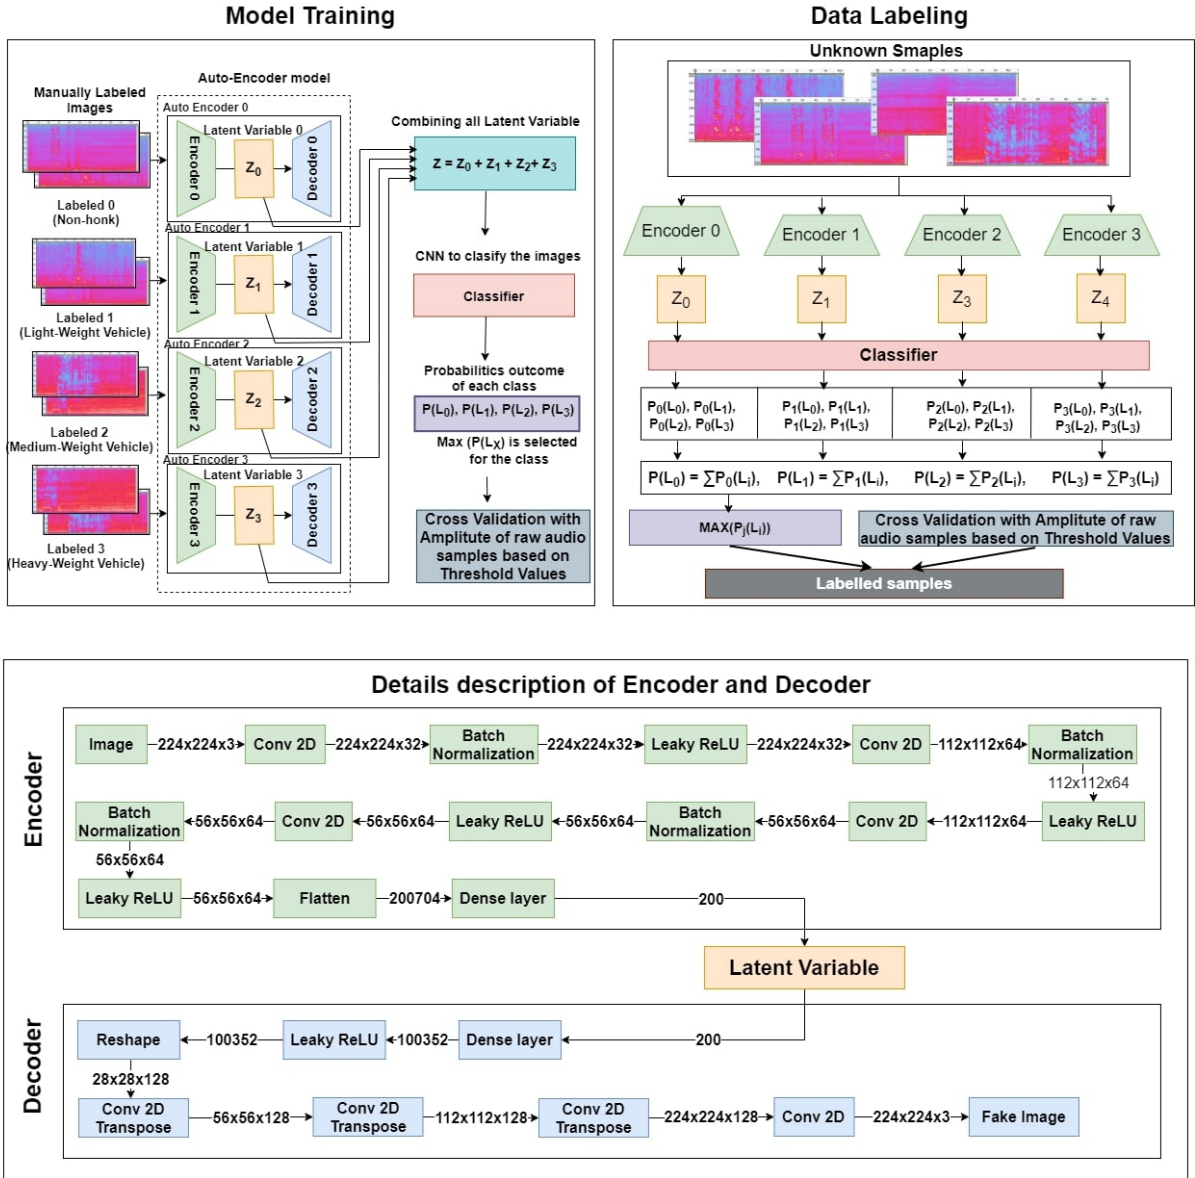 Model Training
Auto-Encoder model
Manually Labeled
Images
Auto Encoder 0
Latent Variable 0
Encoder 0
Z0
Decoder 0
Labeled 0
(Non-honk)
Auto Encoder 1
Latent Variable 1
Encoder 1
Z1
Decoder 1
Labeled 1
(Light-Weight Vehicle)
Auto Encoder 2
Latent Variable 2
Encoder 2
Z2
Decoder 2
Labeled 2
(Medium-Weight Vehicle)
Auto Encoder 3
Latent Variable 3
Encoder 3
Z3
Decoder 3
Labeled 3
(Heavy-Weight Vehicle)
Combining all Latent Variable
Z = Z0 + Z1 + Z2+ Z3
CNN to clasify the images
Classifier
Probabilitics outcome
of each class
P(L0), P(L1), P(L2), P(L3)
Max (P(LX) is selected
for the class
Cross Validation with
Amplitude of raw audio
samples based on
Threshold Values
Data Labeling
Unknown Smaples
Encoder 0
Encoder 1
Encoder 2
Encoder 3
Z0
Z1
Z3
Z4
Classifier
P0(L0), P0(L1),
P0(L2), P0(L3)
P1(L0), P1(L1),
P1(L2), P1(L3)
P2(L0), P2(L1),
P2(L2), P2(L3)
P3(L0), P3(L1),
P3(L2), P3(L3)
P(L0) = ∑P0(Li), P(L1) = ∑P1(Li), P(L2) = ∑P2(Li), P(L3) = ∑P3(Li)
MAX(Pj(Li))
Cross Validation with Amplitude of raw
audio samples based on Threshold Values
Labelled samples
Details description of Encoder and Decoder
Encoder
Image
224x224x3
Conv 2D
224x224x32
Batch
Normalization
224x224x32
Leaky ReLU
224x224x32
Conv 2D
112x112x64
Batch
Normalization
112x112x64
Leaky ReLU
112x112x64
Conv 2D
56x56x64
Batch
Normalization
56x56x64
Leaky ReLU
56x56x64
Conv 2D
56x56x64
Batch
Normalization
56x56x64
Leaky ReLU
56x56x64
Flatten
200704
Dense layer
200
Latent Variable
Decoder
200
Dense layer
100352
Leaky ReLU
100352
Reshape
28x28x128
Conv 2D
Transpose
56x56x128
Conv 2D
Transpose
112x112x128
Conv 2D
Transpose
224x224x128
Conv 2D
224x224x3
Fake Image